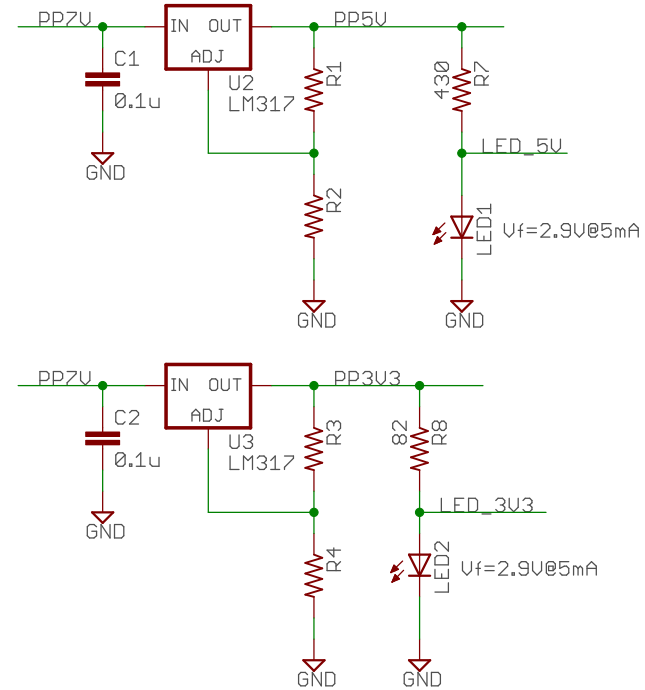 PP7V
IN OUT
ADJ
PP5V
C1
0.1u
GND
U2
LM317
R1
R2
GND
430
R7
LED_5V
LED1
Vf=2.9V@5mA
GND
PP7V
IN OUT
ADJ
PP3V3
C2
0.1u
GND
U3
LM317
R3
R4
GND
82
R8
LED_3V3
LED2
Vf=2.9V@5mA
GND